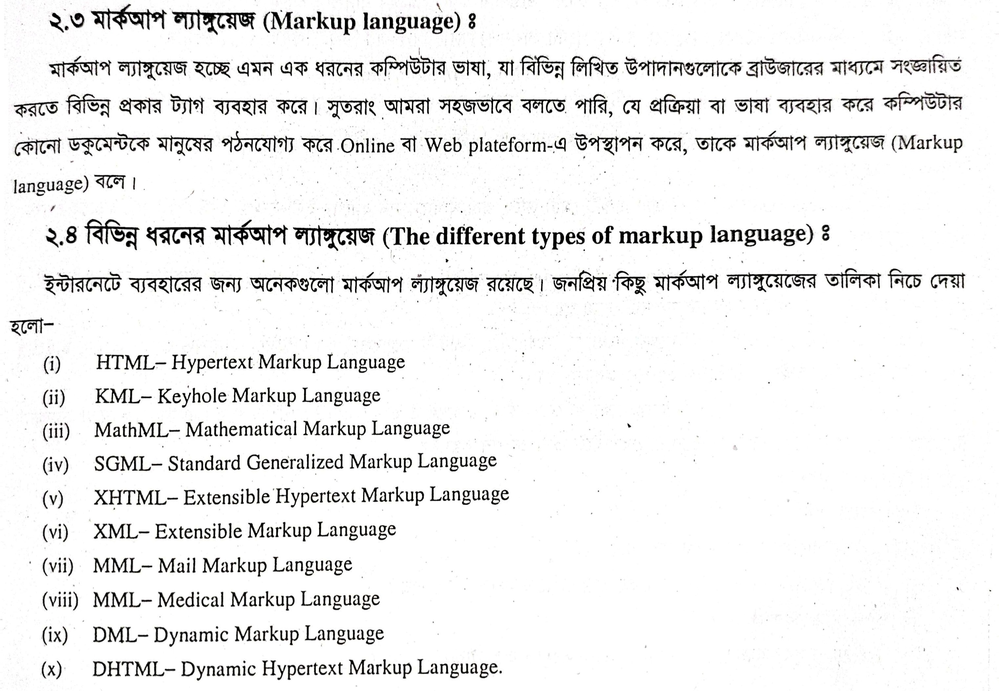 ২.৩ মার্কআপ ল্যাঙ্গুয়েজ (Markup language) ঃ
মার্কআপ ল্যাঙ্গুয়েজ হচ্ছে এমন এক ধরনের কম্পিউটার ভাষা, যা বিভিন্ন লিখিত উপাদানগুলোকে ব্রাউজারের মাধ্যমে সংজ্ঞায়িত
করতে বিভিন্ন প্রকার ট্যাগ ব্যবহার করে। সুতরাং আমরা সহজভাবে বলতে পারি, যে প্রক্রিয়া বা ভাষা ব্যবহার করে কম্পিউটার
কোনো ডকুমেন্টকে মানুষের পঠনযোগ্য করে Online বা Web plateform-এ উপস্থাপন করে, তাকে মার্কআপ ল্যাঙ্গুয়েজ (Markup
language) বলে।
২.৪ বিভিন্ন ধরনের মার্কআপ ল্যাঙ্গুয়েজ (The different types of markup language) ঃ
ইন্টারনেটে ব্যবহারের জন্য অনেকগুলো মার্কআপ ল্যাঙ্গুয়েজ রয়েছে। জনপ্রিয় কিছু মার্কআপ ল্যাঙ্গুয়েজের তালিকা নিচে দেয়া
হলো–
(i) HTML– Hypertext Markup Language
(ii) KML– Keyhole Markup Language
(iii) MathML– Mathematical Markup Language
(iv) SGML– Standard Generalized Markup Language
(v) XHTML– Extensible Hypertext Markup Language
(vi) XML– Extensible Markup Language
(vii) MML– Mail Markup Language
(viii) MML– Medical Markup Language
(ix) DML– Dynamic Markup Language
(x) DHTML– Dynamic Hypertext Markup Language.